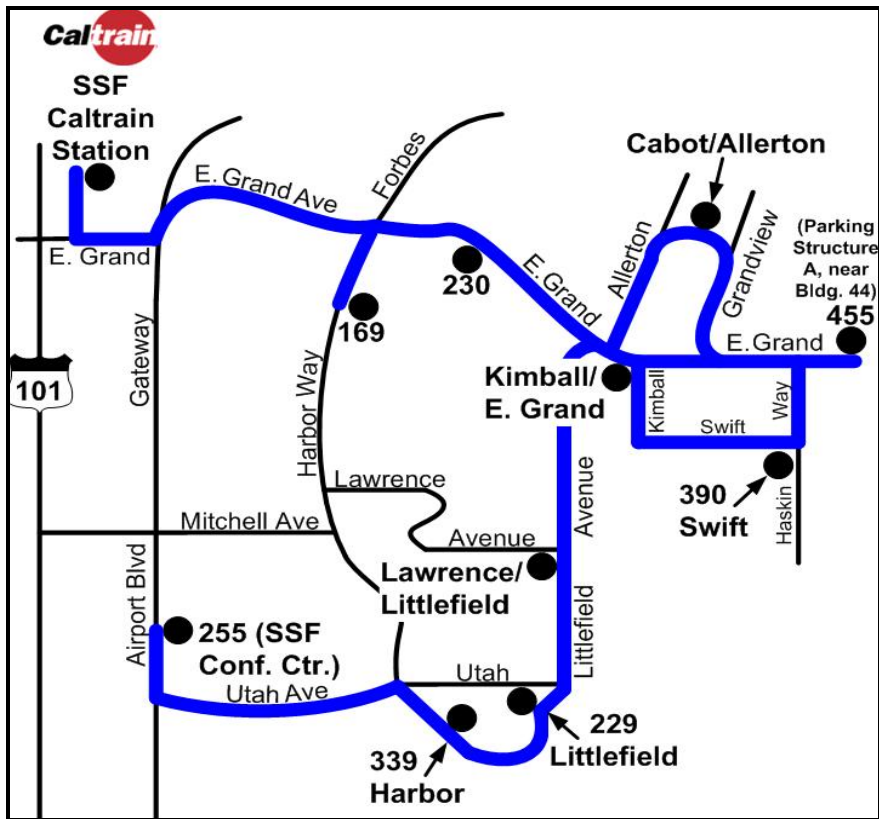 Caltrain
SSF
Caltrain
Station
E. Grand Ave
Forbes
Cabot/Allerton
E. Grand
230
E. Grand
Allerton
Grandview
(Parking
Structure
A, near
Bldg. 44)
455
169
E. Grand
101
Gateway
Harbor Way
Kimball/
E. Grand
Kimball
Swift
Way
Haskin
390
Swift
Lawrence
Mitchell Ave
Avenue
Avenue
Lawrence/
Littlefield
Airport Blvd
255 (SSF
Conf. Ctr.)
Utah Ave
Utah
Littlefield
229
Littlefield
339
Harbor